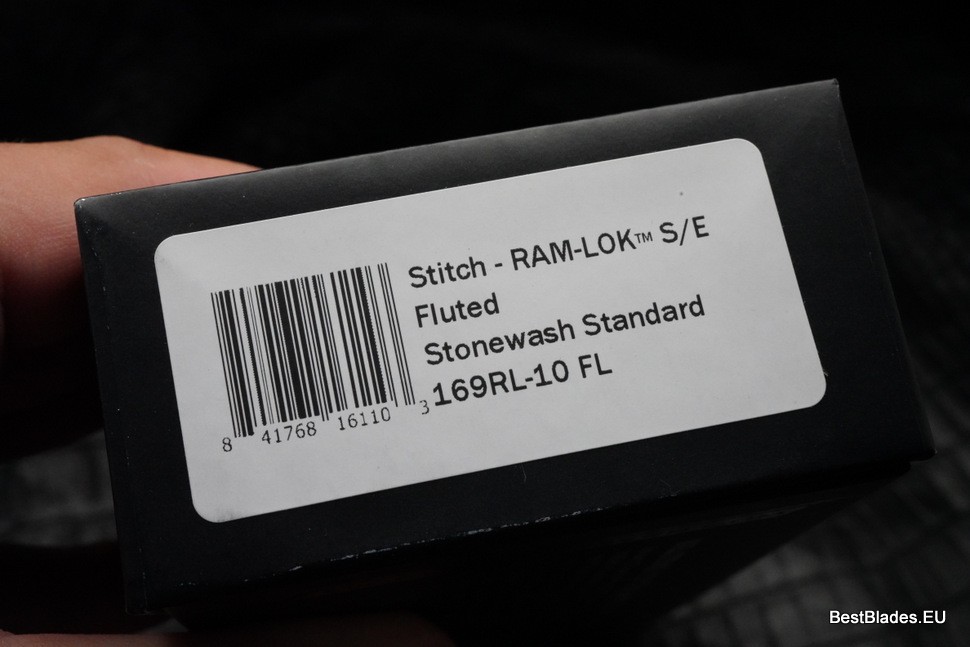 Stitch - RAM-LOK™ S/E
Fluted
Stonewash Standard
169RL-10 FL
8 41768 16110 3
BestBlades.EU